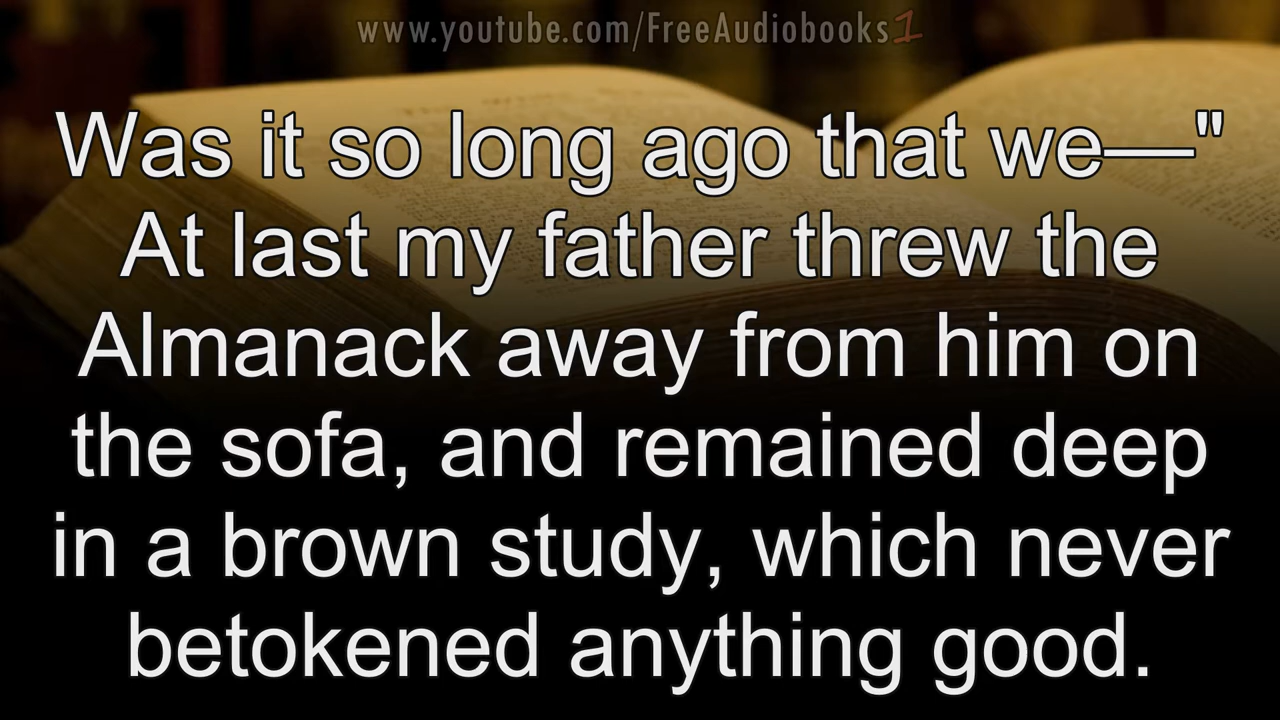 www.youtube.com/FreeAudiobooks1
Was it so long ago that we—"
At last my father threw the
Almanack away from him on
the sofa, and remained deep
in a brown study, which never
betokened anything good.